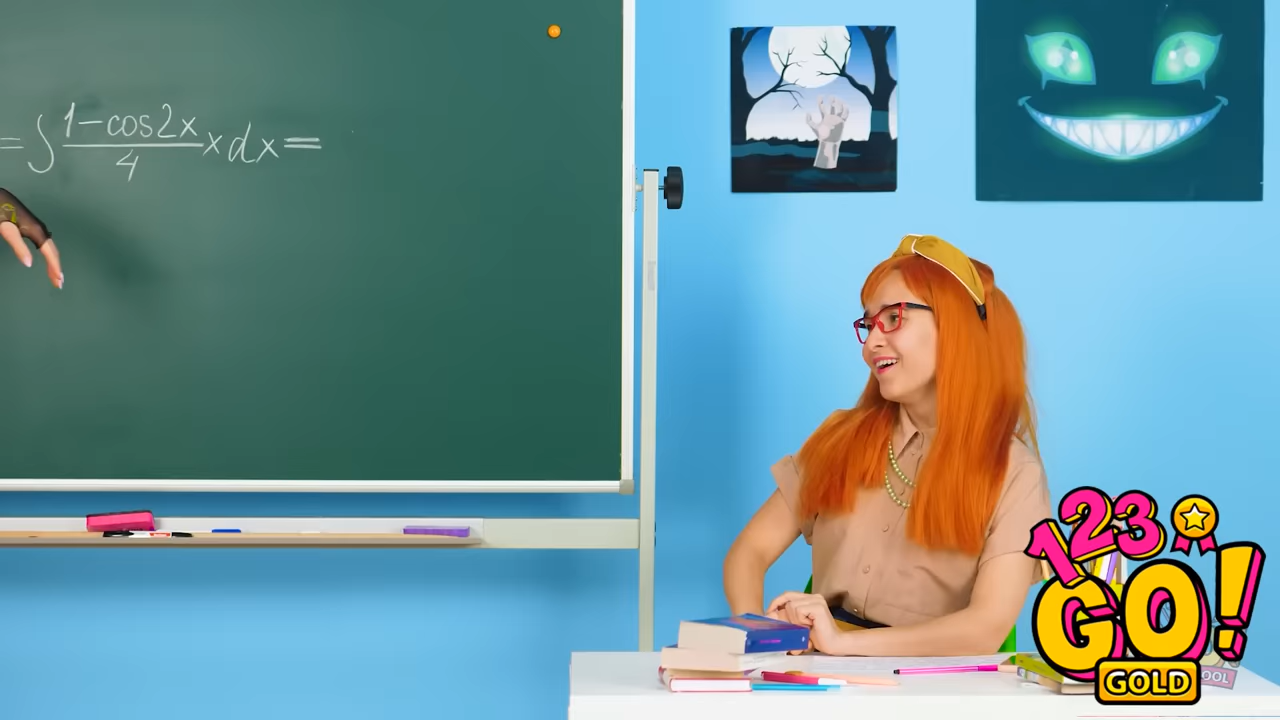 = ∫ 1-cos2x/4 x dx =
123
GO!
GOLD